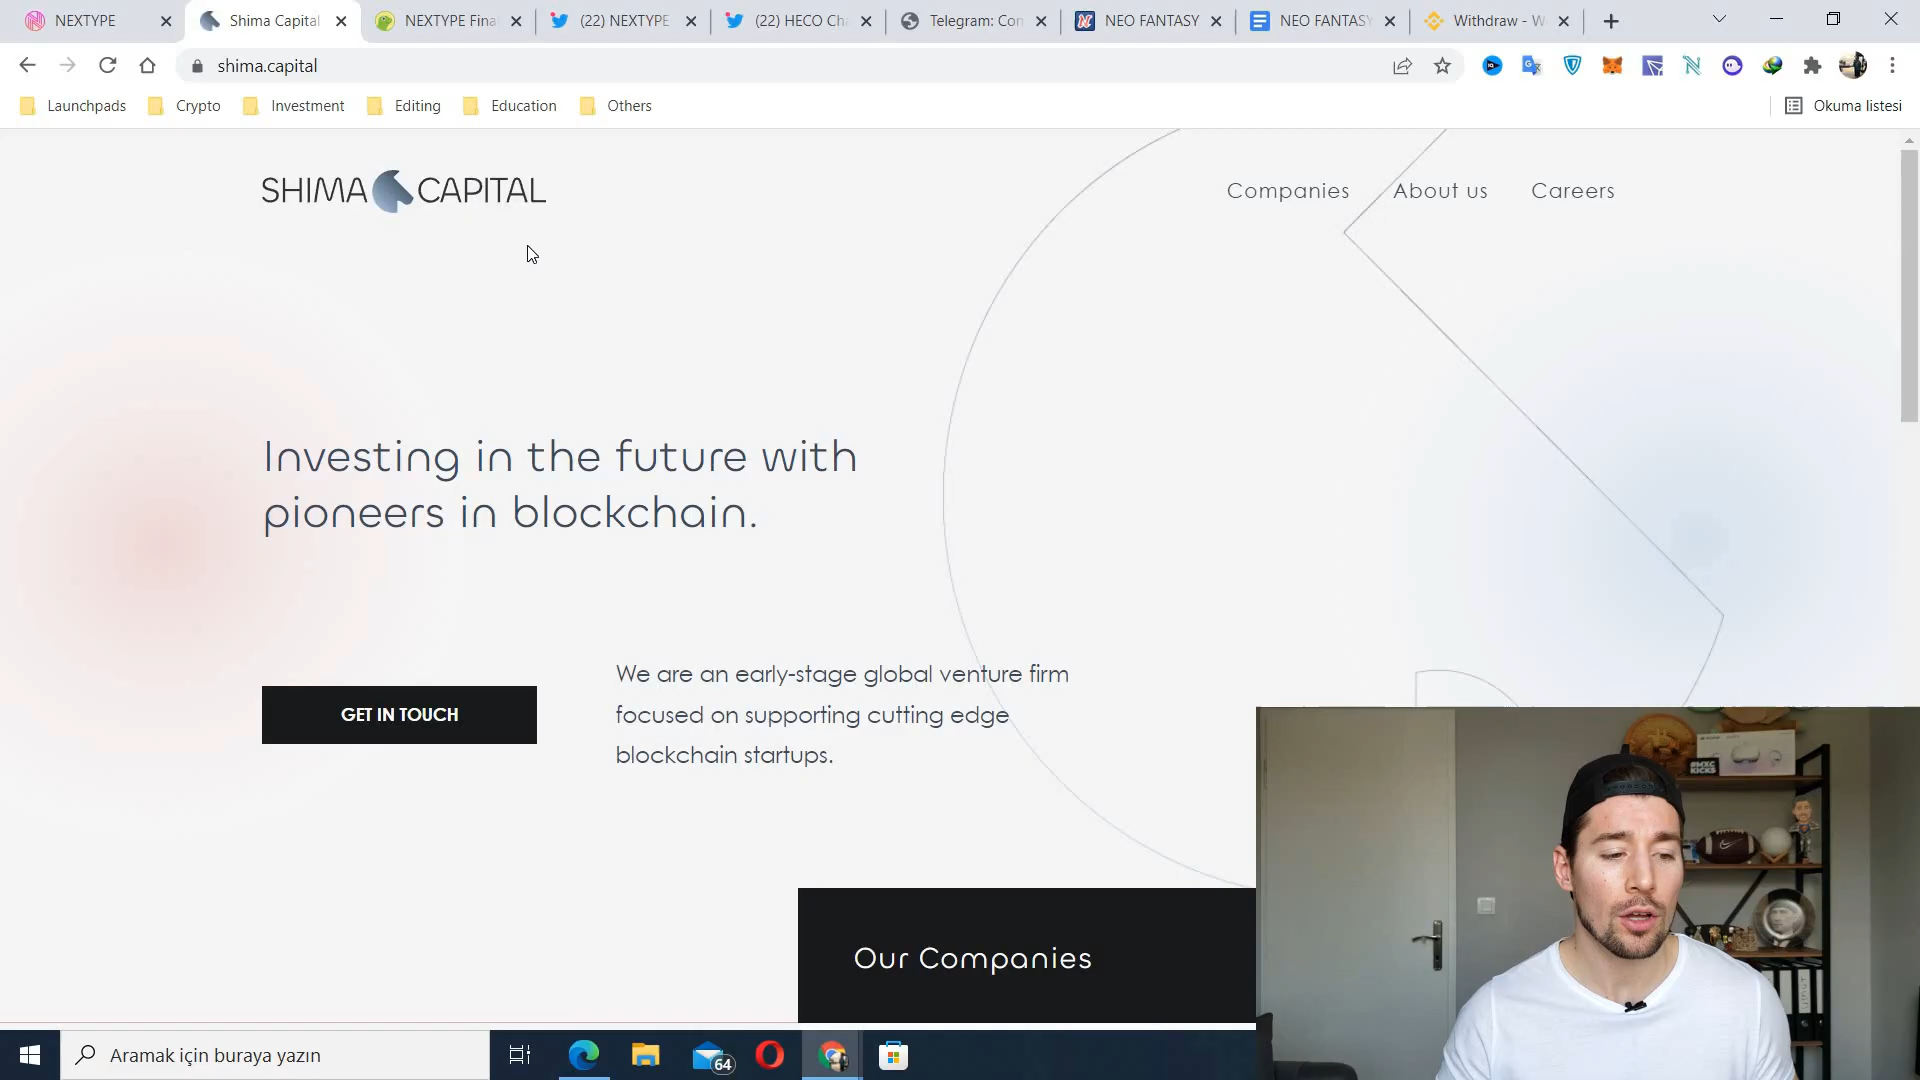 NEXTYPE
Shima Capital
NEXTYPE Fina
(22) NEXTYPE
(22) HECO Ch
Telegram: Con
NEO FANTASY
NEO FANTASY
Withdraw - W
shima.capital
Launchpads
Crypto
Investment
Editing
Education
Others
Okuma listesi
SHIMA CAPITAL
Companies
About us
Careers
Investing in the future with
pioneers in blockchain.
GET IN TOUCH
We are an early-stage global venture firm
focused on supporting cutting edge
blockchain startups.
Our Companies
#MXC
KICKS
Aramak için buraya yazın
64